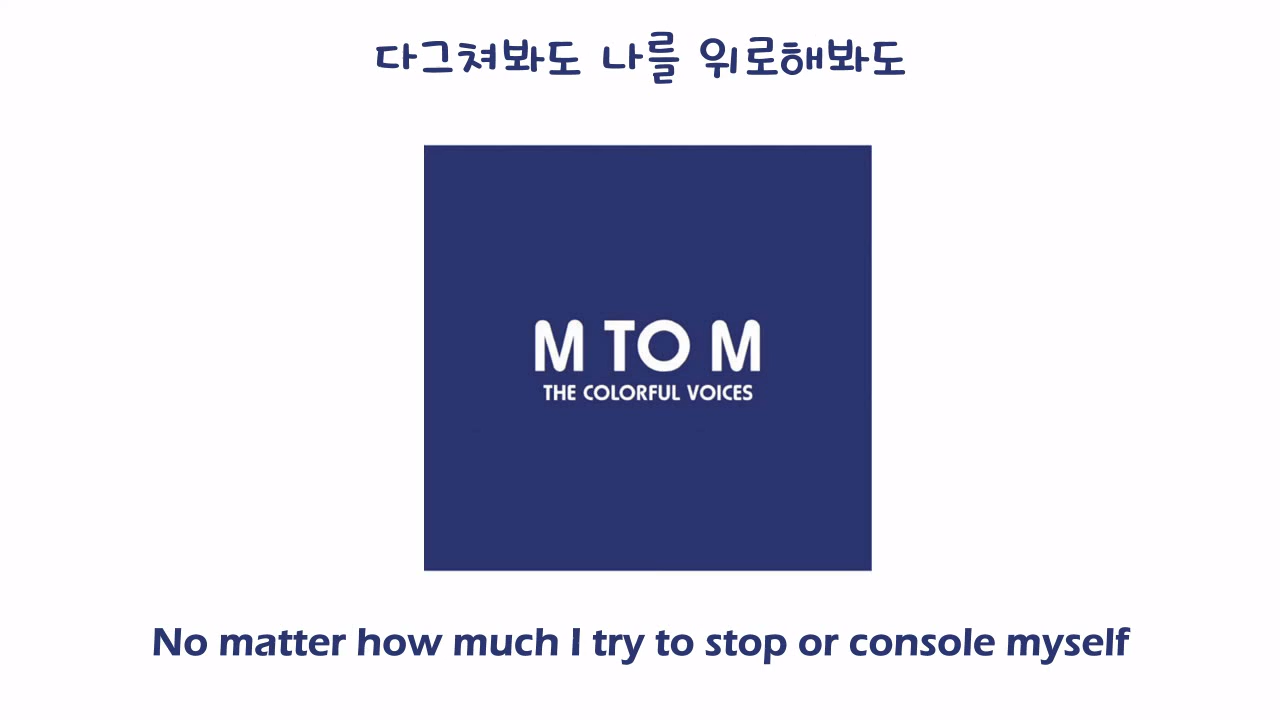 다그쳐봐도 나를 위로해봐도
M TO M
THE COLORFUL VOICES
No matter how much I try to stop or console myself